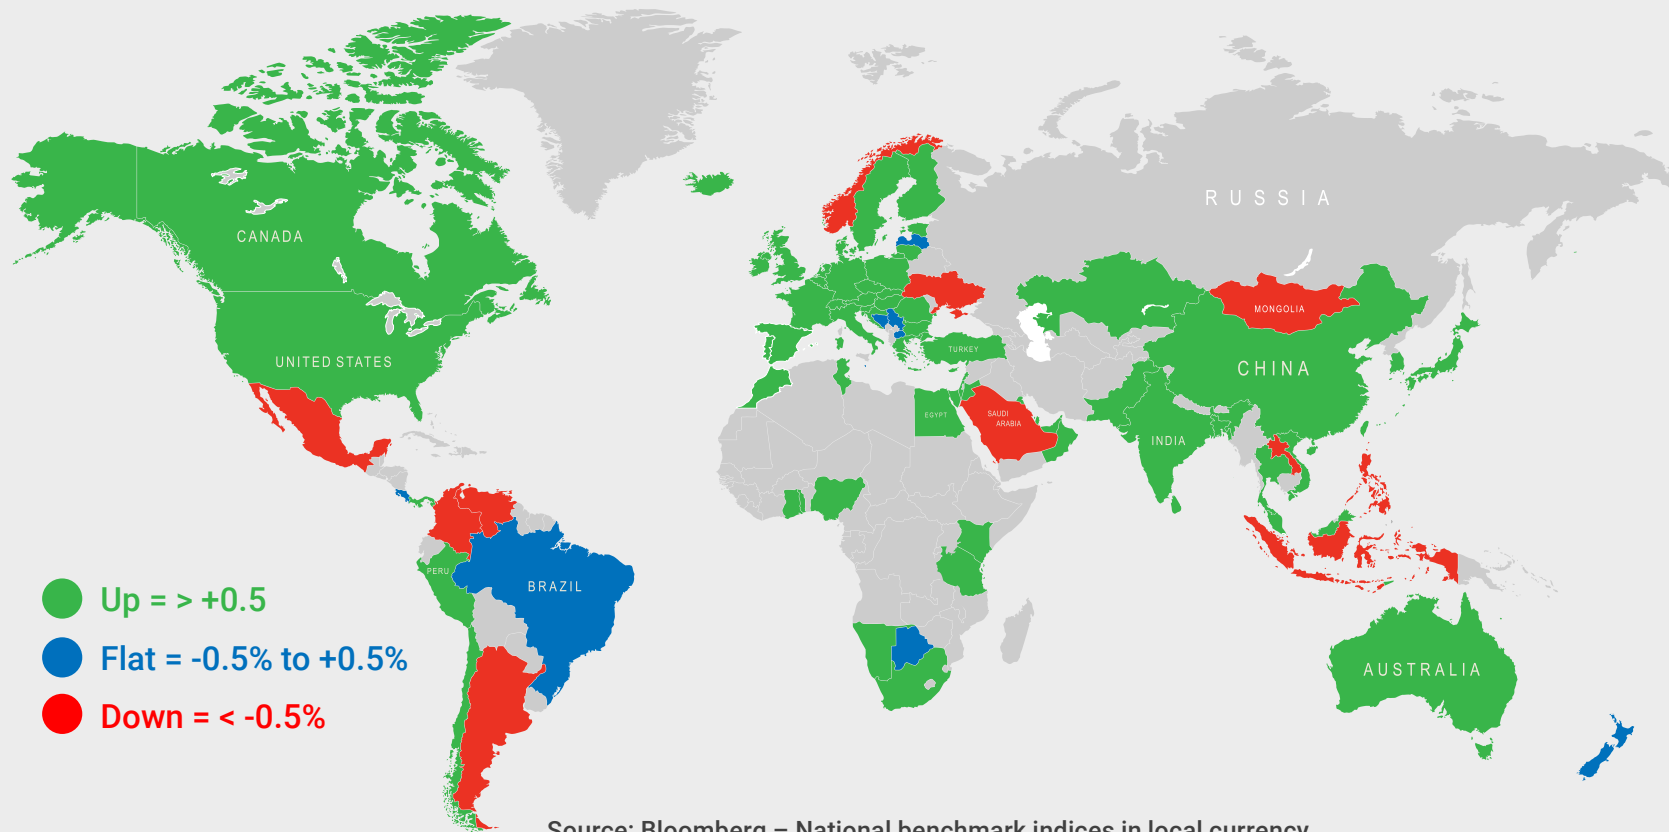 RUSSIA
CANADA
MONGOLIA
TURKEY
UNITED STATES
CHINA
EGYPT
SAUDI
ARABIA
INDIA
PERU
BRAZIL
AUSTRALIA
Up = > +0.5
Flat = -0.5% to +0.5%
Down = < -0.5%
Source: Bloomberg – National benchmark indices in local currency